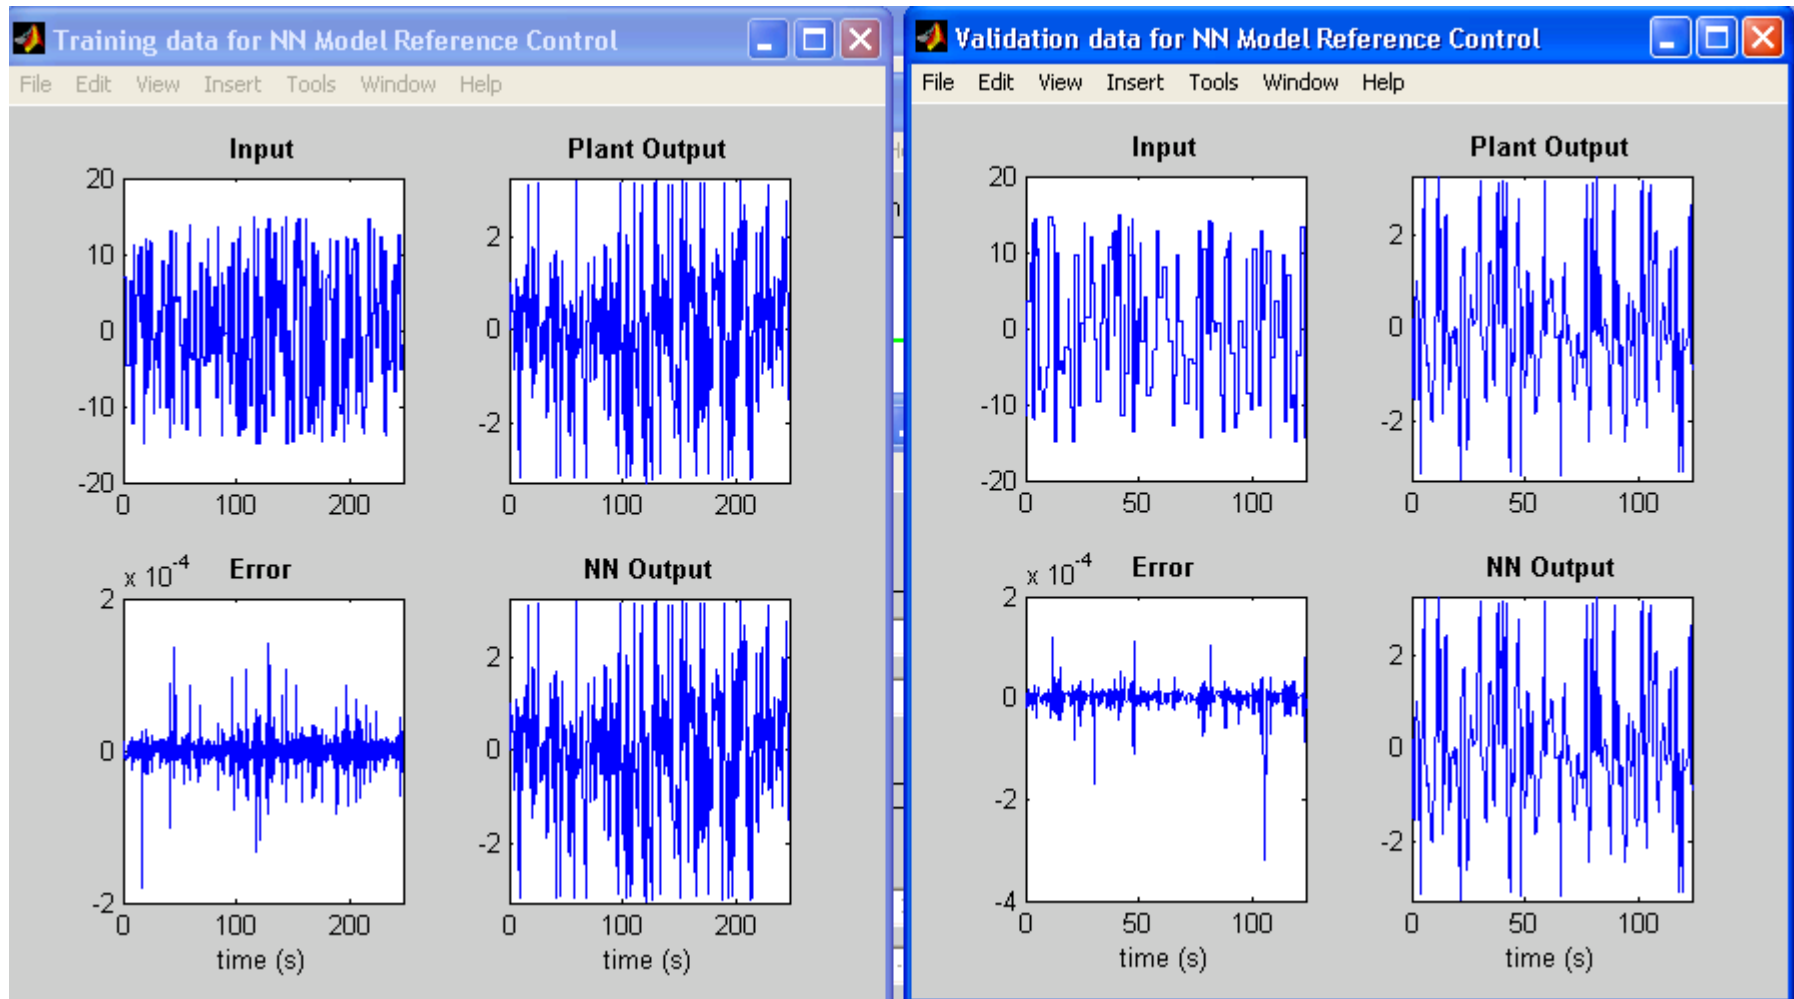 Training data for NN Model Reference Control
File Edit View Insert Tools Window Help
Input
20
10
0
-10
-20
0 100 200
Plant Output
2
0
-2
0 100 200
x 10-4
Error
2
0
-2
0 100 200
time (s)
NN Output
2
0
-2
0 100 200
time (s)
Validation data for NN Model Reference Control
File Edit View Insert Tools Window Help
Input
20
10
0
-10
-20
0 50 100
Plant Output
2
0
-2
0 50 100
x 10-4
Error
2
0
-2
-4
0 50 100
time (s)
NN Output
2
0
-2
0 50 100
time (s)